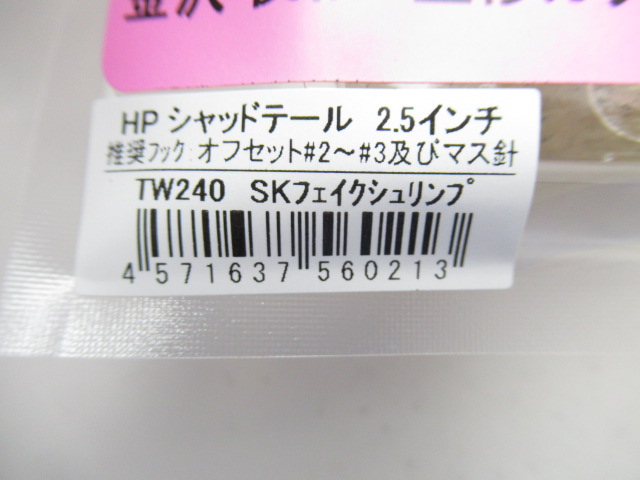 HP シャッドテール 2.5インチ
推奨フック:オフセット#2～#3及びマス針
TW240 SKフェイクシュリンプ
4 571637 560213